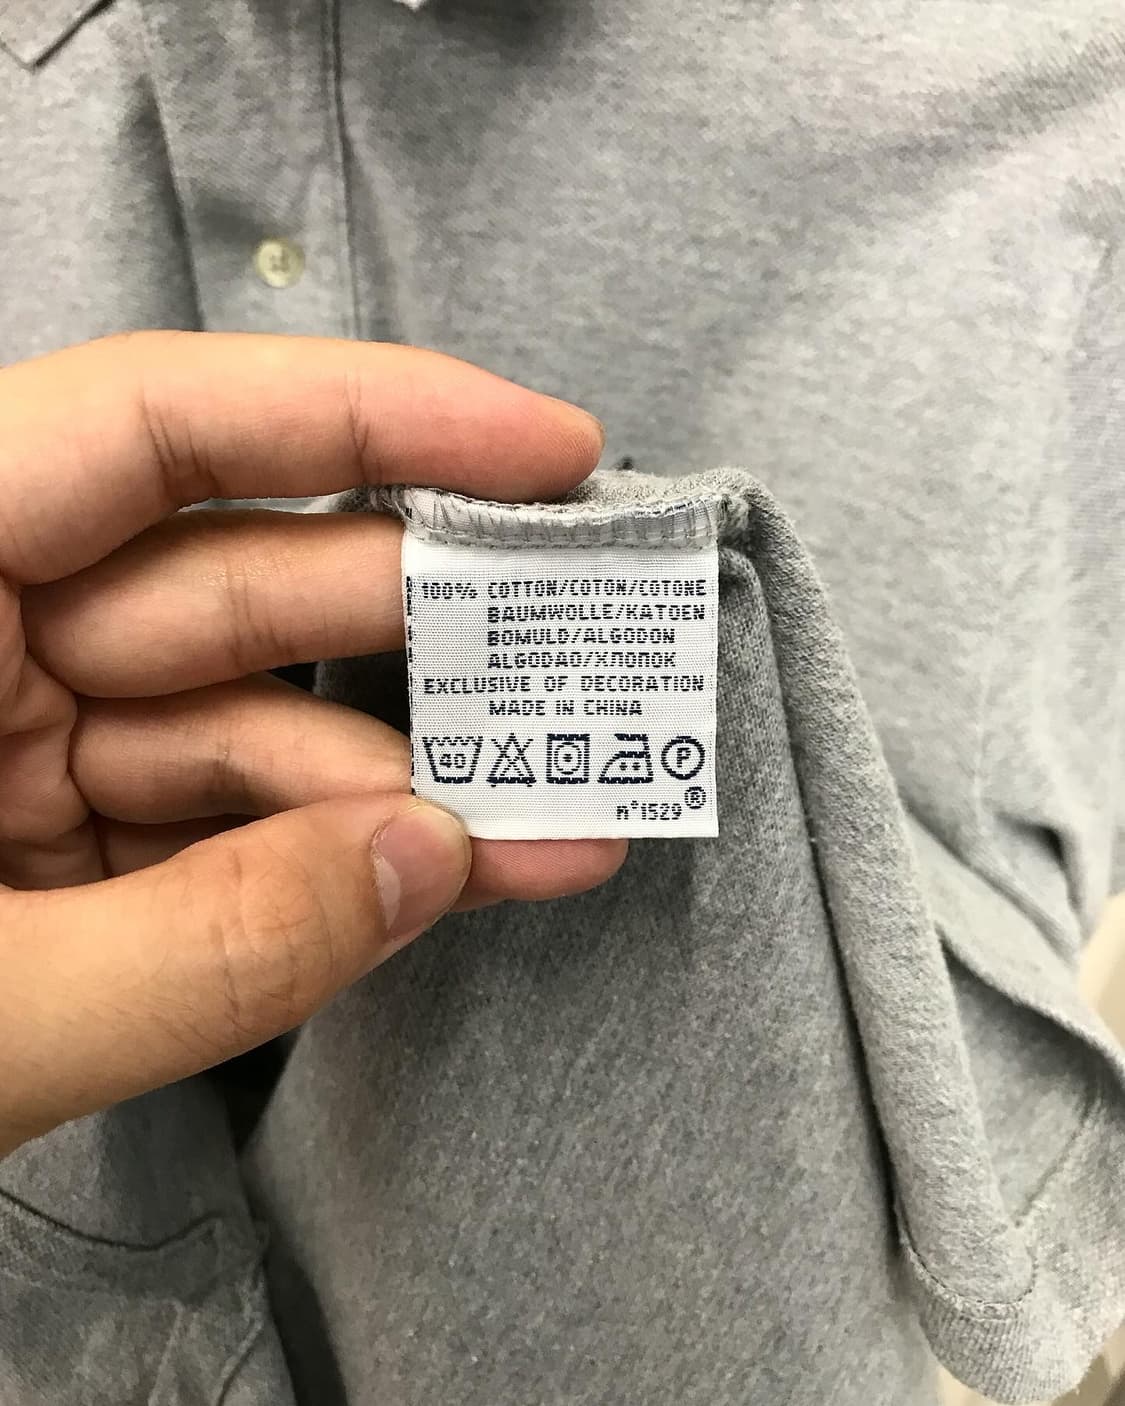 100% COTTON/COTON/COTONE
BAUMWOLLE/KATOEN
BOMULD/ALGODON
ALGODAO/ХЛОПОК
EXCLUSIVE OF DECORATION
MADE IN CHINA
40 P
n°1529 ®